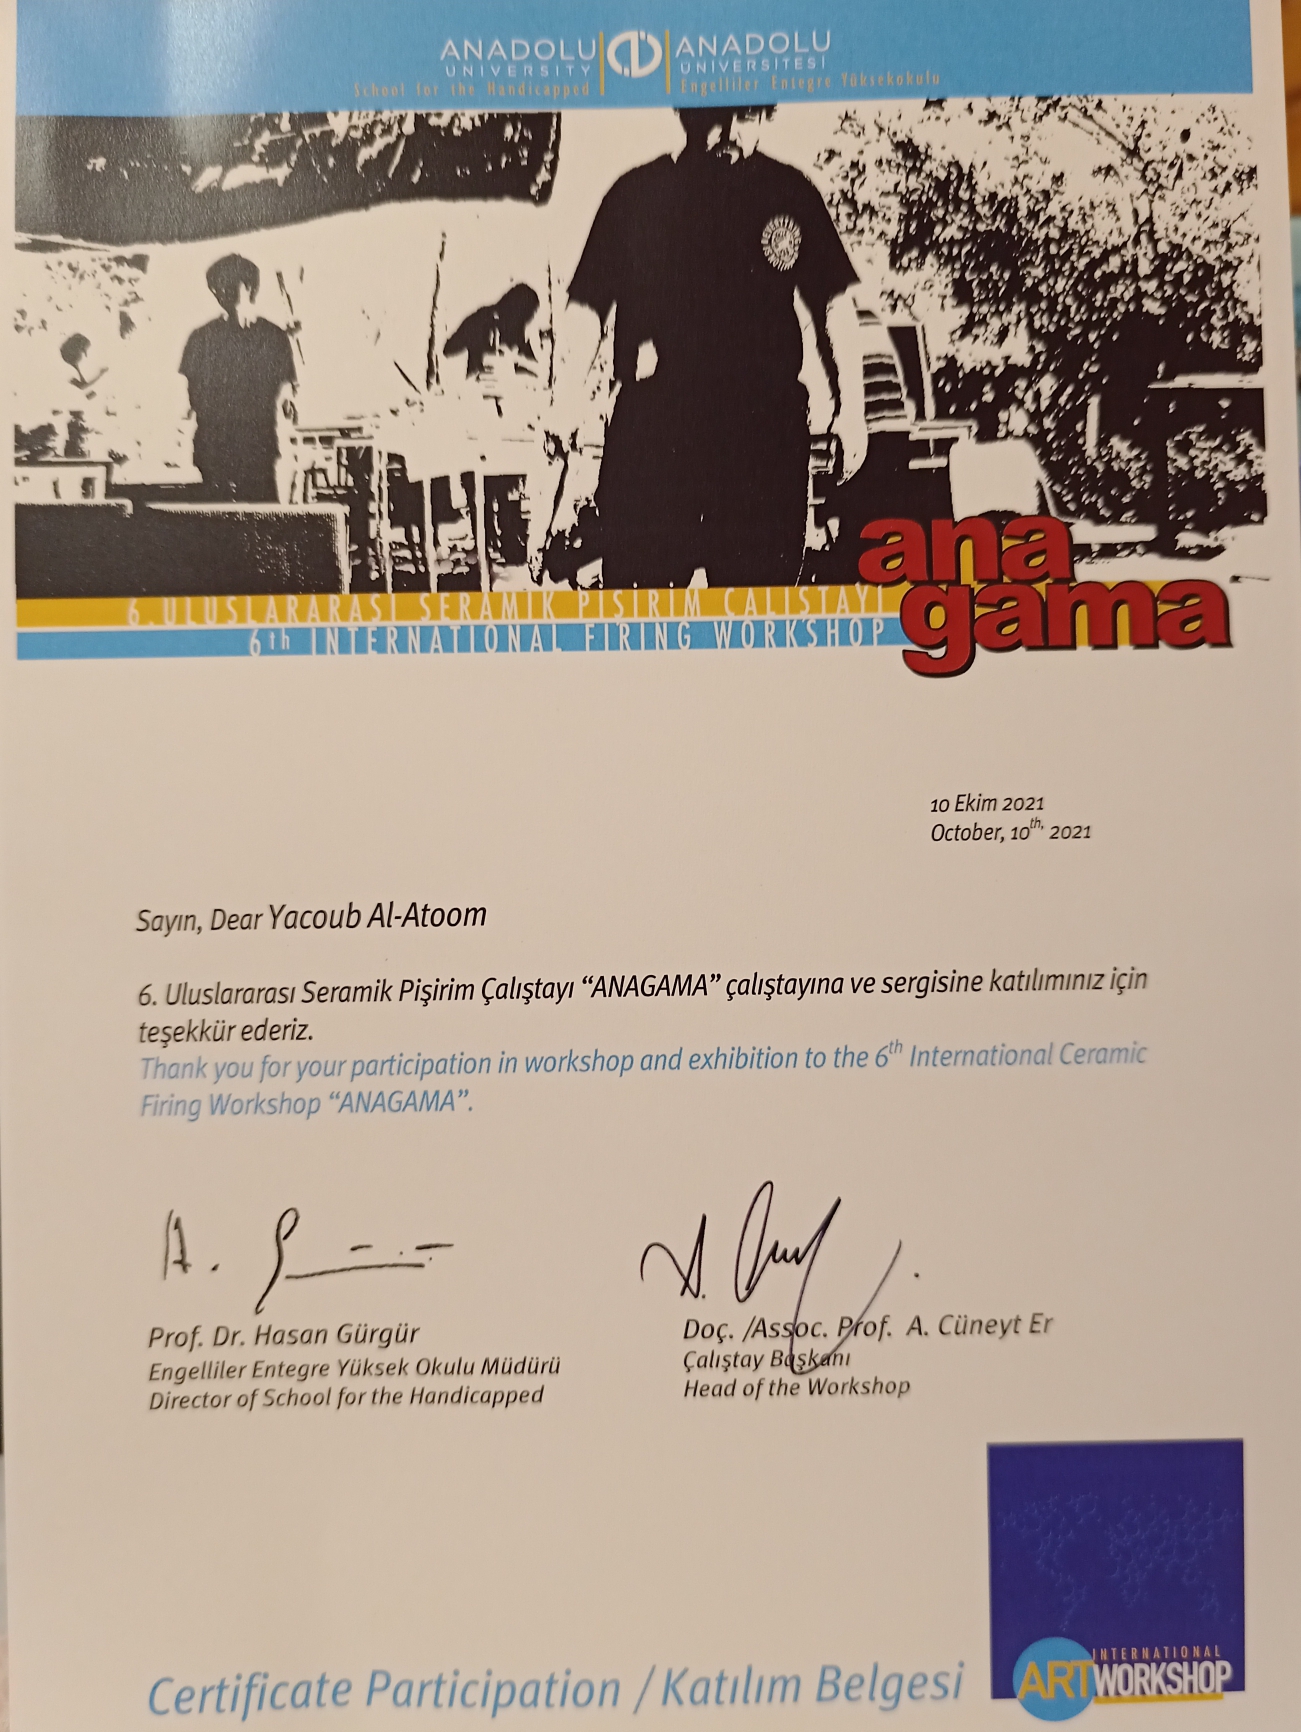 ANADOLU
UNIVERSITY
School for the Handicapped
ANADOLU
ÜNİVERSİTESİ
Engelliler Entegre Yüksekokulu
ana
gama
6. ULUSLARARASI SERAMİK PİŞİRİM ÇALIŞTAYI
6th INTERNATIONAL FIRING WORKSHOP
10 Ekim 2021
October, 10th, 2021
Sayın, Dear Yacoub Al-Atoom
6. Uluslararası Seramik Pişirim Çalıştayı “ANAGAMA” çalıştayına ve sergisine katılımınız için
teşekkür ederiz.
Thank you for your participation in workshop and exhibition to the 6th International Ceramic
Firing Workshop “ANAGAMA”.
Prof. Dr. Hasan Gürgür
Engelliler Entegre Yüksek Okulu Müdürü
Director of School for the Handicapped
Doç. /Assoc. Prof. A. Cüneyt Er
Çalıştay Başkanı
Head of the Workshop
INTERNATIONAL
ARTWORKSHOP
Certificate Participation / Katılım Belgesi